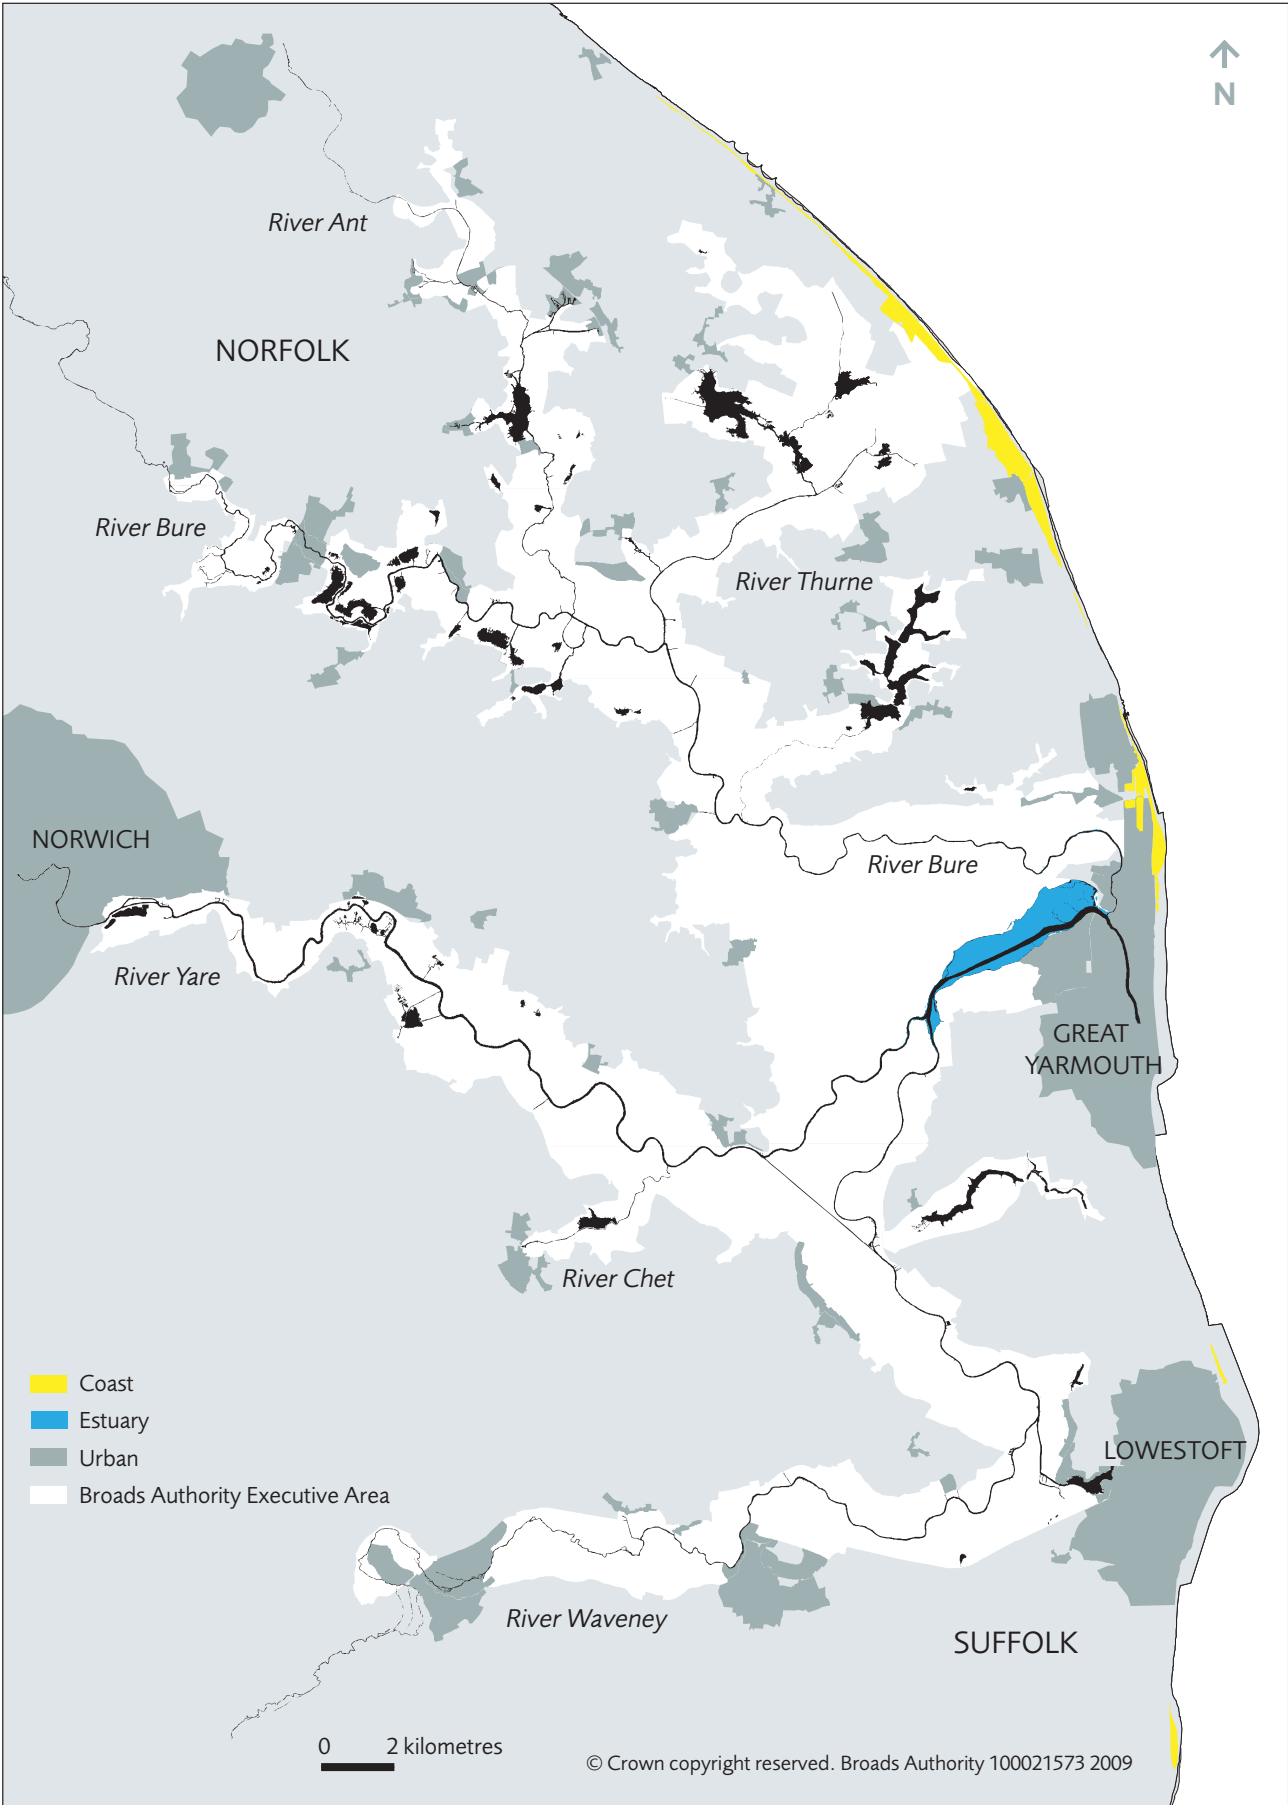 N
River Ant
NORFOLK
River Bure
River Thurne
NORWICH
River Bure
River Yare
GREAT
YARMOUTH
River Chet
Coast
Estuary
Urban
Broads Authority Executive Area
LOWESTOFT
River Waveney
SUFFOLK
0 2 kilometres
© Crown copyright reserved. Broads Authority 100021573 2009